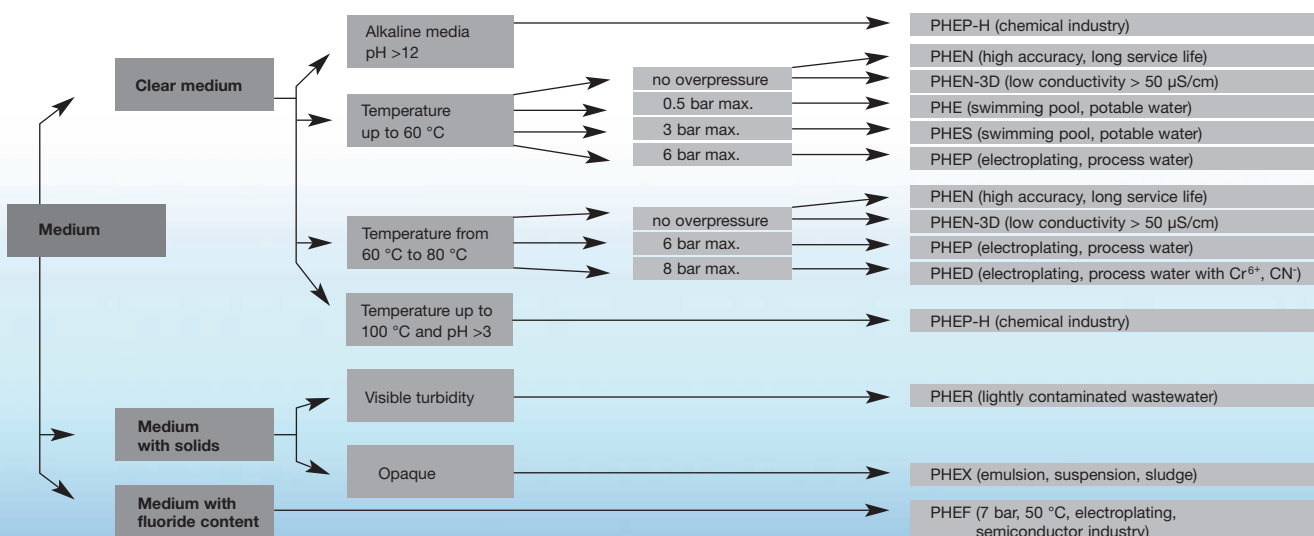 Medium
Clear medium
Medium
with solids
Medium with
fluoride content
Alkaline media
pH >12
Temperature
up to 60 °C
Temperature from
60 °C to 80 °C
Temperature up to
100 °C and pH >3
Visible turbidity
Opaque
no overpressure
0.5 bar max.
3 bar max.
6 bar max.
no overpressure
6 bar max.
8 bar max.
PHEP-H (chemical industry)
PHEN (high accuracy, long service life)
PHEN-3D (low conductivity > 50 µS/cm)
PHE (swimming pool, potable water)
PHES (swimming pool, potable water)
PHEP (electroplating, process water)
PHEN (high accuracy, long service life)
PHEN-3D (low conductivity > 50 µS/cm)
PHEP (electroplating, process water)
PHED (electroplating, process water with Cr⁶⁺, CN⁻)
PHEP-H (chemical industry)
PHER (lightly contaminated wastewater)
PHEX (emulsion, suspension, sludge)
PHEF (7 bar, 50 °C, electroplating,
semiconductor industry)